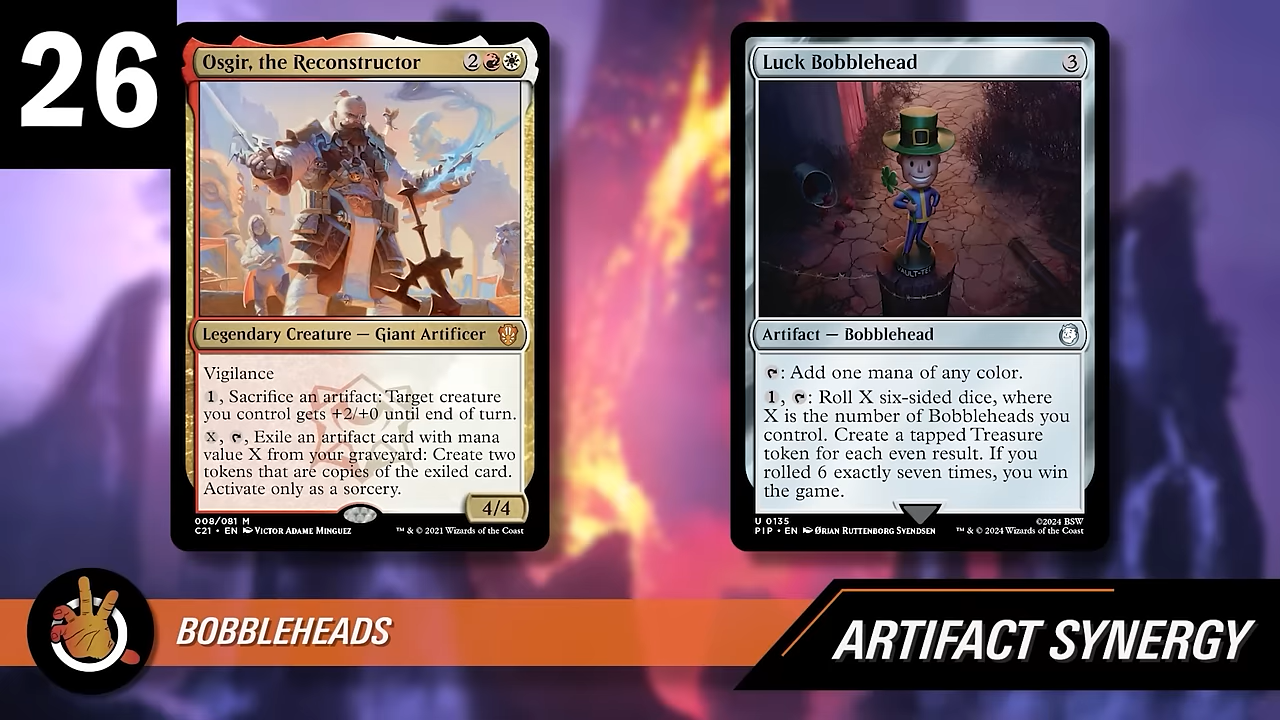 26
Osgir, the Reconstructor 2
Legendary Creature — Giant Artificer
Vigilance
1, Sacrifice an artifact: Target creature
you control gets +2/+0 until end of turn.
X, , Exile an artifact card with mana
value X from your graveyard: Create two
tokens that are copies of the exiled card.
Activate only as a sorcery.
4/4
008/081 M
C21 • EN Victor Adame Minguez
™ & © 2021 Wizards of the Coast
Luck Bobblehead 3
VAULT-TEC
Artifact — Bobblehead
: Add one mana of any color.
1, : Roll X six-sided dice, where
X is the number of Bobbleheads you
control. Create a tapped Treasure
token for each even result. If you
rolled 6 exactly seven times, you win
the game.
U 0135
PIP • EN Ørjan Ruttenborg Svendsen
©2024 BSW
™ & © 2024 Wizards of the Coast
BOBBLEHEADS
ARTIFACT SYNERGY